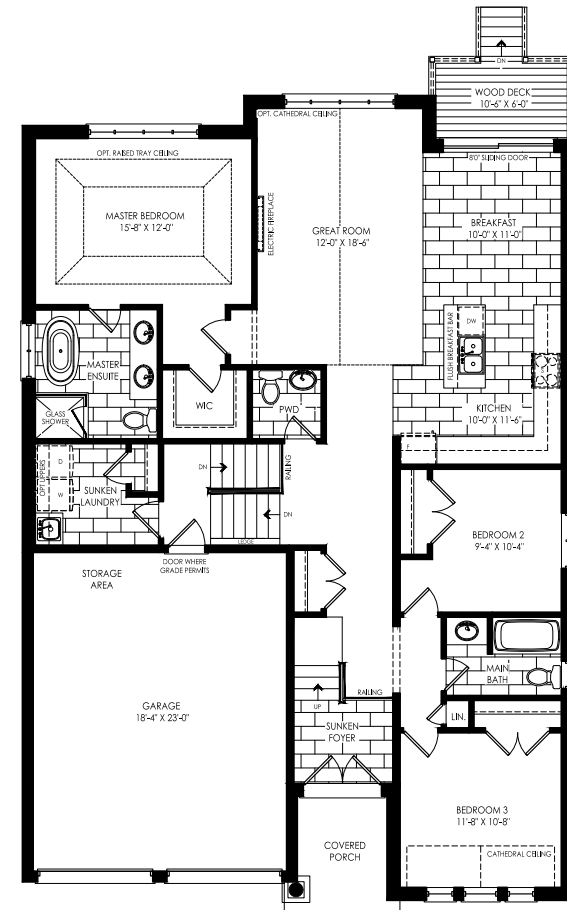 DN
WOOD DECK
10'-6" X 6'-0"
OPT. CATHEDRAL CEILING
OPT. RAISED TRAY CEILING
8'0" SLIDING DOOR
MASTER BEDROOM
15'-8" X 12'-0"
ELECTRIC FIREPLACE
GREAT ROOM
12'-0" X 18'-6"
BREAKFAST
10'-0" X 11'-0"
DW
FLUSH BREAKFAST BAR
MASTER
ENSUITE
GLASS
SHOWER
WIC
PWD
KITCHEN
10'-0" X 11'-6"
F
OPT UPPERS
D
W
SUNKEN
LAUNDRY
DN
RAILING
DN
LEDGE
BEDROOM 2
9'-4" X 10'-4"
DOOR WHERE
GRADE PERMITS
STORAGE
AREA
MAIN
BATH
RAILING
UP
LIN.
GARAGE
18'-4" X 23'-0"
SUNKEN
FOYER
BEDROOM 3
11'-8" X 10'-8"
COVERED
PORCH
CATHEDRAL CEILING